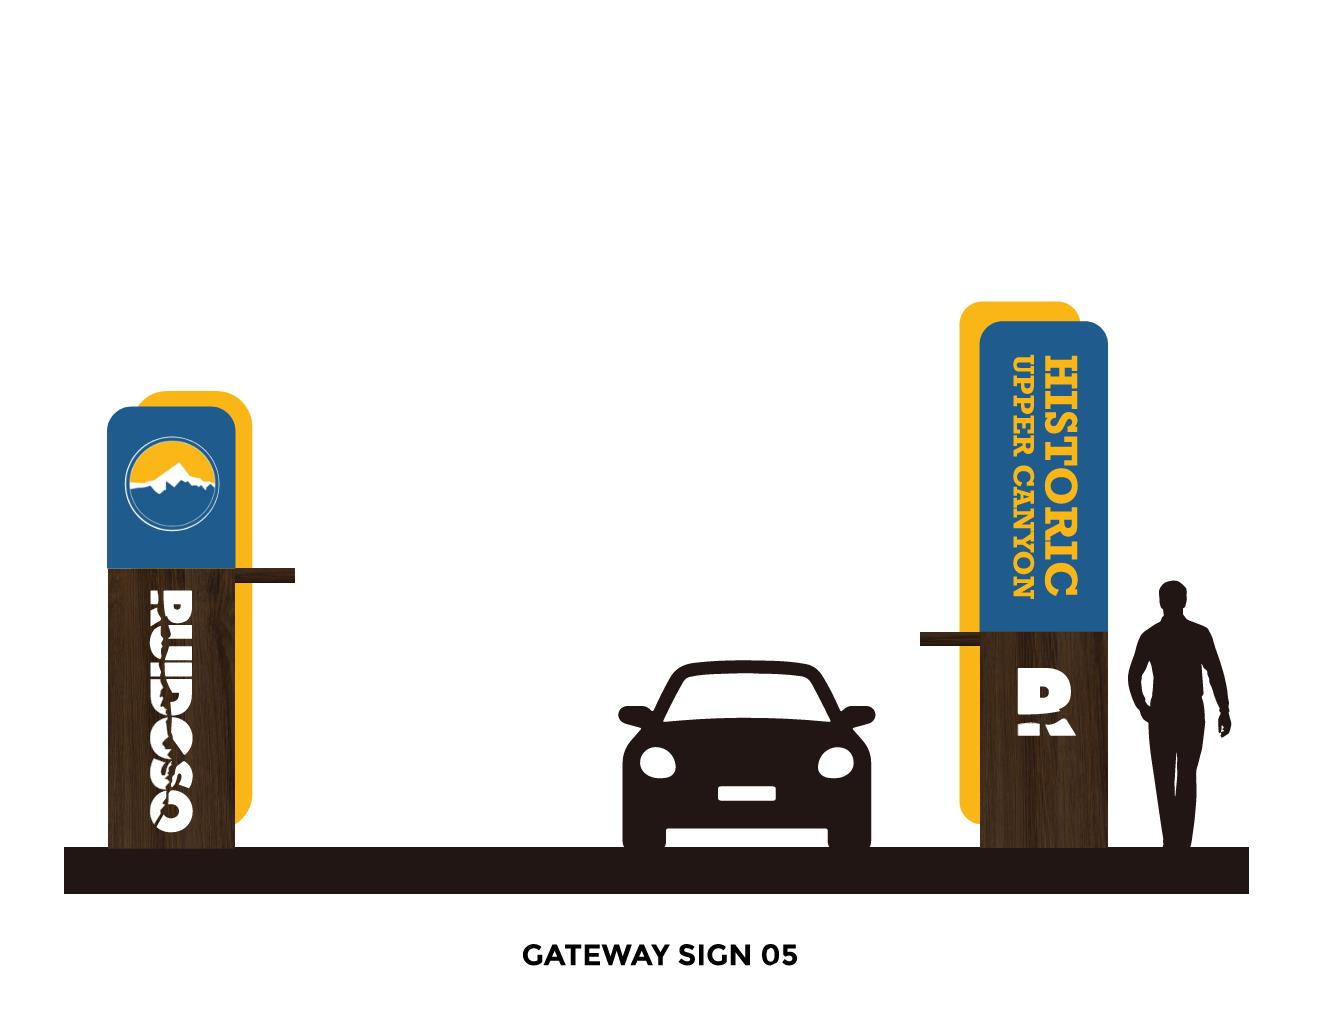 RUIDOSO
HISTORIC
UPPER CANYON
R
GATEWAY SIGN 05